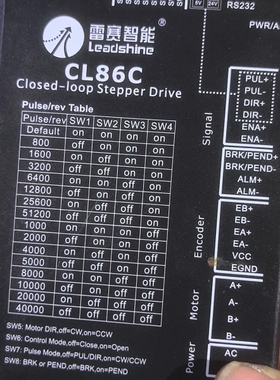 RS232
5V 24V
PWR/A
雷赛智能
Leadshine
CL86C
Closed-loop Stepper Drive
Pulse/rev Table
Pulse/rev SW1 SW2 SW3 SW4
Default on on on on
800 off on on on
1600 on off on on
3200 off off on on
6400 on on off on
12800 off on off on
25600 on off off on
51200 off off off on
1000 on on on off
2000 off on on off
4000 on off on off
5000 off off on off
8000 on on off off
10000 off on off off
20000 on off off off
40000 off off off off
SW5: Motor DIR,off=CW,on=CCW
SW6: Control Mode,off=Close,on=Open
SW7: Pulse Mode,off=PUL/DIR,on=CW/CCW
SW8: BRK or PEND,off=BRK,on=PEND
Signal
PUL+
PUL-
DIR+
DIR-
ENA+
ENA-
BRK/PEND+
BRK/PEND-
ALM+
ALM-
Encoder
EB+
EB-
EA+
EA-
VCC
EGND
Motor
A+
A-
B+
B-
Power
AC